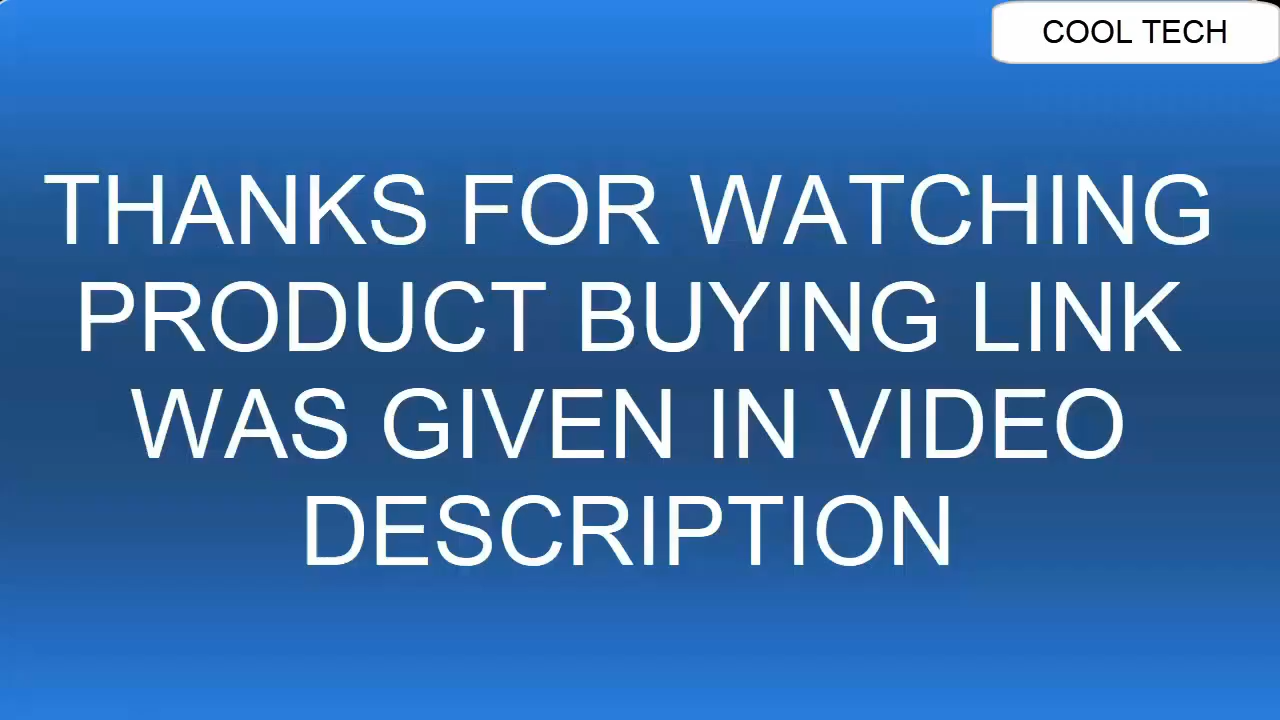 COOL TECH
THANKS FOR WATCHING
PRODUCT BUYING LINK
WAS GIVEN IN VIDEO
DESCRIPTION